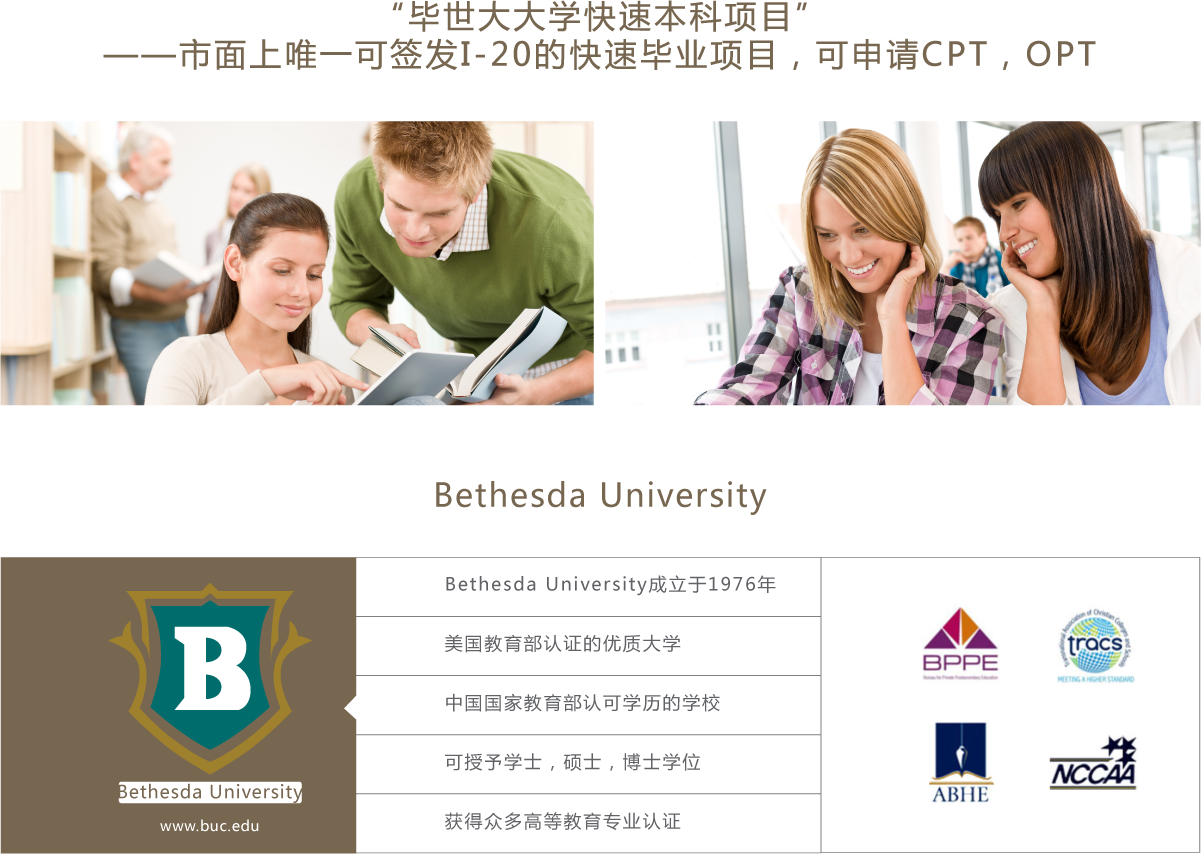 “毕世大大学快速本科项目”
——市面上唯一可签发I-20的快速毕业项目，可申请CPT，OPT
Bethesda University
Bethesda University成立于1976年
美国教育部认证的优质大学
中国国家教育部认可学历的学校
可授予学士，硕士，博士学位
获得众多高等教育专业认证
B
Bethesda University
www.buc.edu
BPPE
Bureau for Private Postsecondary Education
Transnational Association of Christian Colleges and Schools
tracs
MEETING A HIGHER STANDARD
ABHE
NCCAA